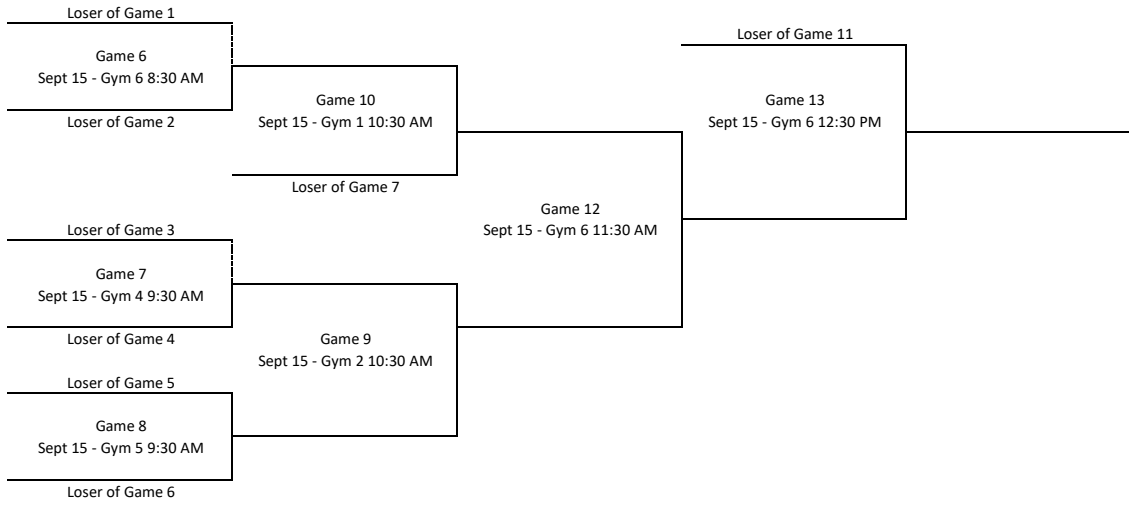 Loser of Game 1
Game 6
Sept 15 - Gym 6 8:30 AM
Loser of Game 2
Game 10
Sept 15 - Gym 1 10:30 AM
Loser of Game 7
Loser of Game 3
Game 7
Sept 15 - Gym 4 9:30 AM
Loser of Game 4
Game 9
Sept 15 - Gym 2 10:30 AM
Loser of Game 5
Game 8
Sept 15 - Gym 5 9:30 AM
Loser of Game 6
Game 12
Sept 15 - Gym 6 11:30 AM
Loser of Game 11
Game 13
Sept 15 - Gym 6 12:30 PM